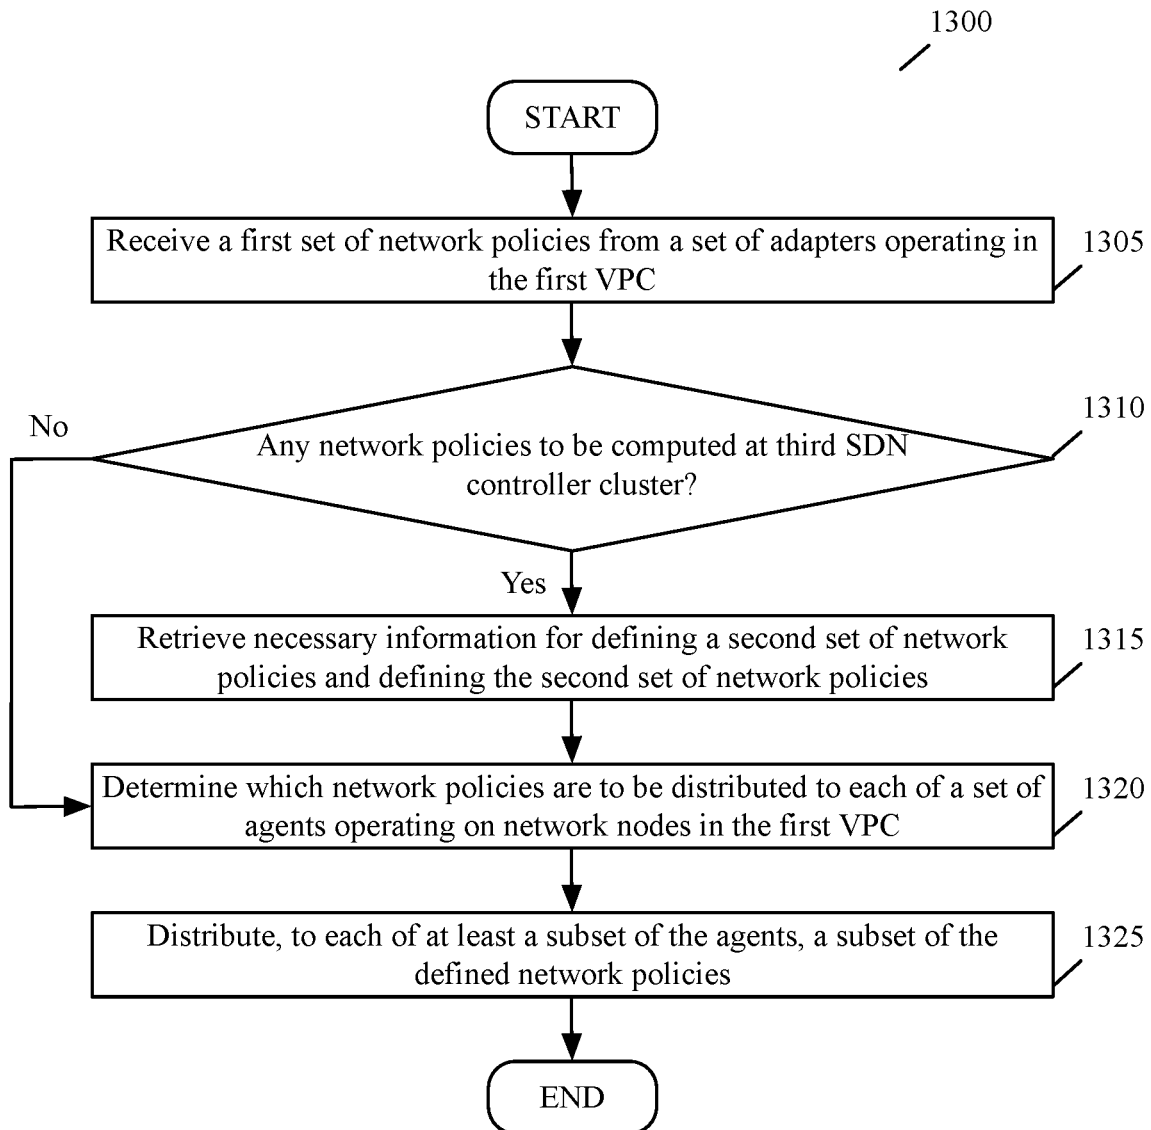 1300
START
Receive a first set of network policies from a set of adapters operating in
the first VPC
1305
Any network policies to be computed at third SDN
controller cluster?
1310
No
Yes
Retrieve necessary information for defining a second set of network
policies and defining the second set of network policies
1315
Determine which network policies are to be distributed to each of a set of
agents operating on network nodes in the first VPC
1320
Distribute, to each of at least a subset of the agents, a subset of the
defined network policies
1325
END